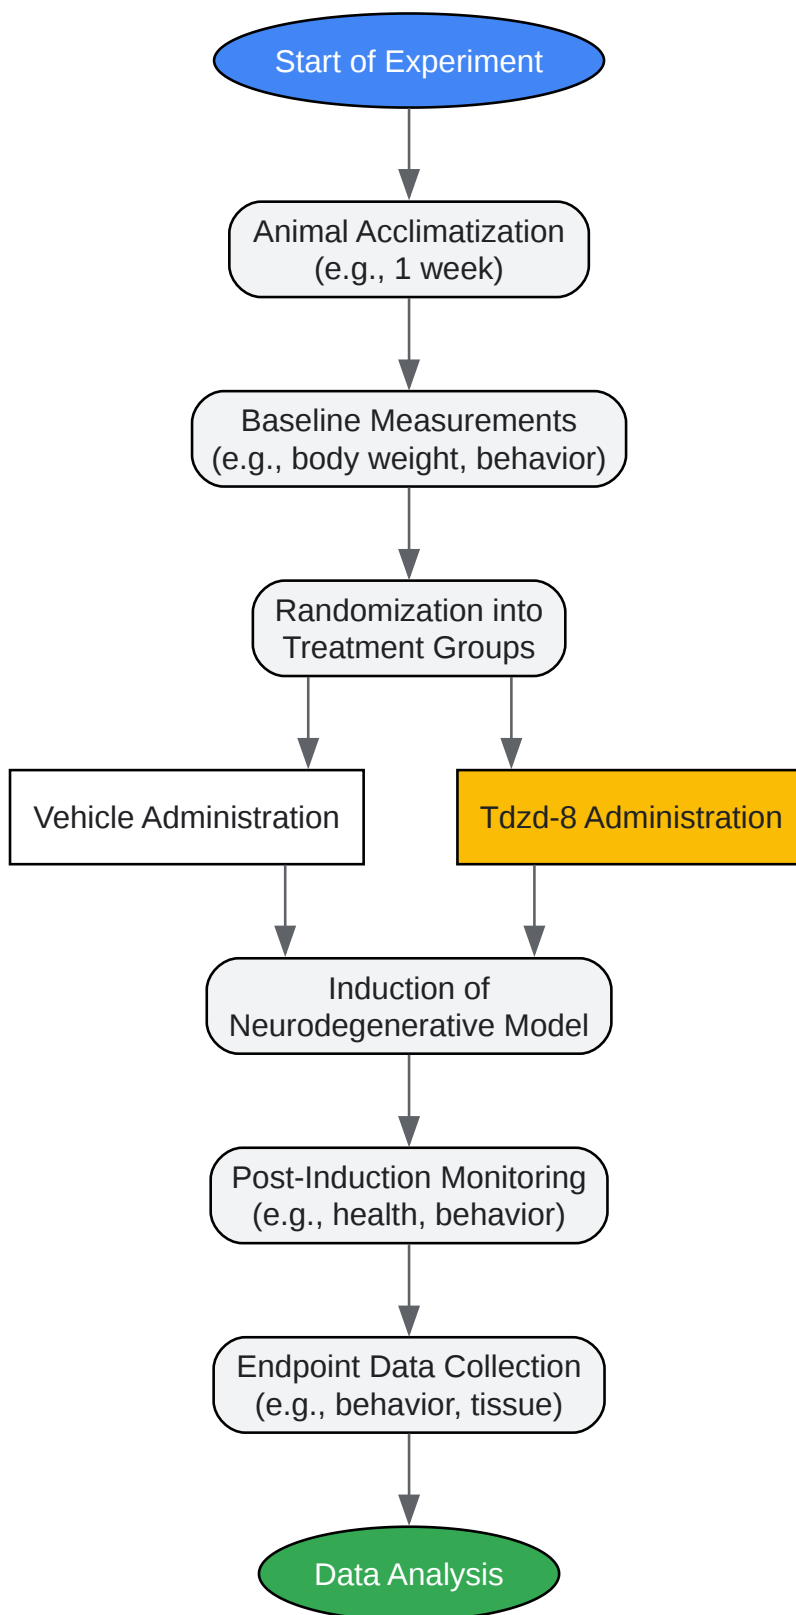 Start of Experiment
Animal Acclimatization
(e.g., 1 week)
Baseline Measurements
(e.g., body weight, behavior)
Randomization into
Treatment Groups
Vehicle Administration
Tdzd-8 Administration
Induction of
Neurodegenerative Model
Post-Induction Monitoring
(e.g., health, behavior)
Endpoint Data Collection
(e.g., behavior, tissue)
Data Analysis